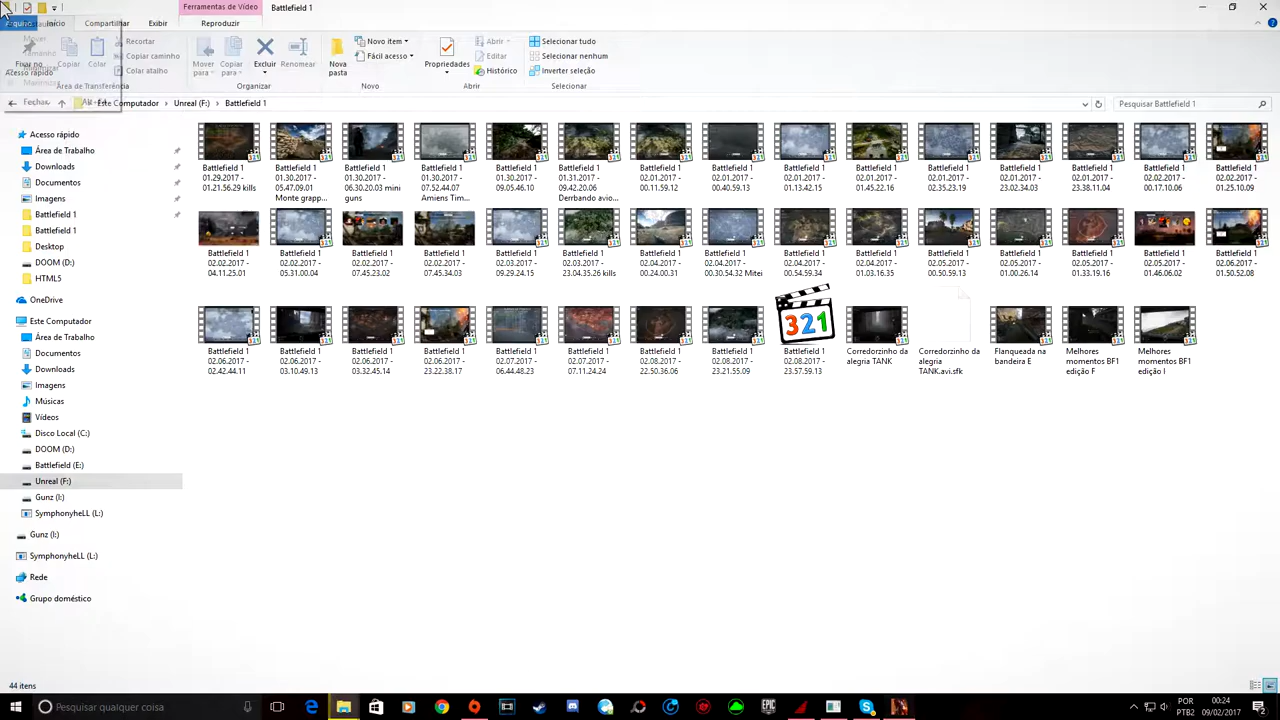 Ferramentas de Vídeo
Battlefield 1
Arquivo
Início
Compartilhar
Exibir
Reproduzir
Mover
Fechar
Alt+F4
Fixar no
Acesso rápido
Copiar
Colar
Recortar
Copiar caminho
Colar atalho
Área de Transferência
Mover
para
Copiar
para
Excluir
Renomear
Organizar
Nova
pasta
Novo item
Fácil acesso
Novo
Propriedades
Abrir
Editar
Histórico
Abrir
Selecionar tudo
Selecionar nenhum
Inverter seleção
Selecionar
Este Computador > Unreal (F:) > Battlefield 1
Pesquisar Battlefield 1
Acesso rápido
Área de Trabalho
Downloads
Documentos
Imagens
Battlefield 1
Battlefield 1
Desktop
DOOM (D:)
HTML5
OneDrive
Este Computador
Área de Trabalho
Documentos
Downloads
Imagens
Músicas
Vídeos
Disco Local (C:)
DOOM (D:)
Battlefield (E:)
Unreal (F:)
Gunz (I:)
SymphonyheLL (L:)
Gunz (I:)
SymphonyheLL (L:)
Rede
Grupo doméstico
Battlefield 1
01.29.2017 -
01.21.56.29 kills
Battlefield 1
01.30.2017 -
05.47.09.01
Monte grapp...
Battlefield 1
01.30.2017 -
06.30.20.03 mini
guns
Battlefield 1
01.30.2017 -
07.52.44.07
Amiens Tim...
Battlefield 1
01.30.2017 -
09.05.46.10
Battlefield 1
01.31.2017 -
09.42.20.06
Derrbando avio...
Battlefield 1
02.01.2017 -
00.11.59.12
Battlefield 1
02.01.2017 -
00.40.59.13
Battlefield 1
02.01.2017 -
01.13.42.15
Battlefield 1
02.01.2017 -
01.45.22.16
Battlefield 1
02.01.2017 -
02.35.23.19
Battlefield 1
02.01.2017 -
23.02.34.03
Battlefield 1
02.01.2017 -
23.38.11.04
Battlefield 1
02.02.2017 -
00.17.10.06
Battlefield 1
02.02.2017 -
01.25.10.09
Battlefield 1
02.02.2017 -
04.11.25.01
Battlefield 1
02.02.2017 -
05.31.00.04
Battlefield 1
02.02.2017 -
07.45.23.02
Battlefield 1
02.02.2017 -
07.45.34.03
Battlefield 1
02.03.2017 -
09.29.24.15
Battlefield 1
02.03.2017 -
23.04.35.26 kills
Battlefield 1
02.04.2017 -
00.24.00.31
Battlefield 1
02.04.2017 -
00.30.54.32 Mitei
Battlefield 1
02.04.2017 -
00.54.59.34
Battlefield 1
02.04.2017 -
01.03.16.35
Battlefield 1
02.05.2017 -
00.50.59.13
Battlefield 1
02.05.2017 -
01.00.26.14
Battlefield 1
02.05.2017 -
01.33.19.16
Battlefield 1
02.05.2017 -
01.46.06.02
Battlefield 1
02.06.2017 -
01.50.52.08
Battlefield 1
02.06.2017 -
02.42.44.11
Battlefield 1
02.06.2017 -
03.10.49.13
Battlefield 1
02.06.2017 -
03.32.45.14
Battlefield 1
02.06.2017 -
23.22.38.17
Battlefield 1
02.07.2017 -
06.44.48.23
Battlefield 1
02.07.2017 -
07.11.24.24
Battlefield 1
02.08.2017 -
22.50.36.06
Battlefield 1
02.08.2017 -
23.21.55.09
321
Battlefield 1
02.08.2017 -
23.57.59.13
Corredorzinho da
alegria TANK
Corredorzinho da
alegria
TANK.avi.sfk
Flanqueada na
bandeira E
Melhores
momentos BF1
edição F
Melhores
momentos BF1
edição I
44 itens
Pesquisar qualquer coisa
EPIC
POR
PTB2
00:24
09/02/2017
2